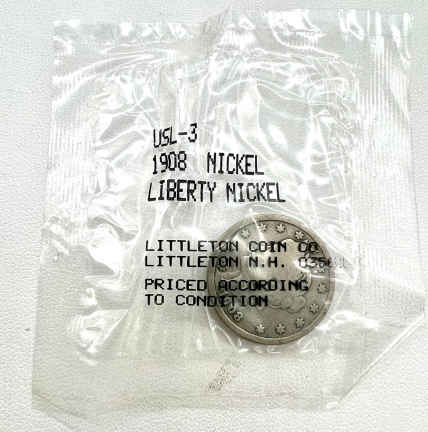 USL-3
1908 NICKEL
LIBERTY NICKEL
LITTLETON COIN CO
LITTLETON N.H.
PRICED ACCORDING
TO CONDITION